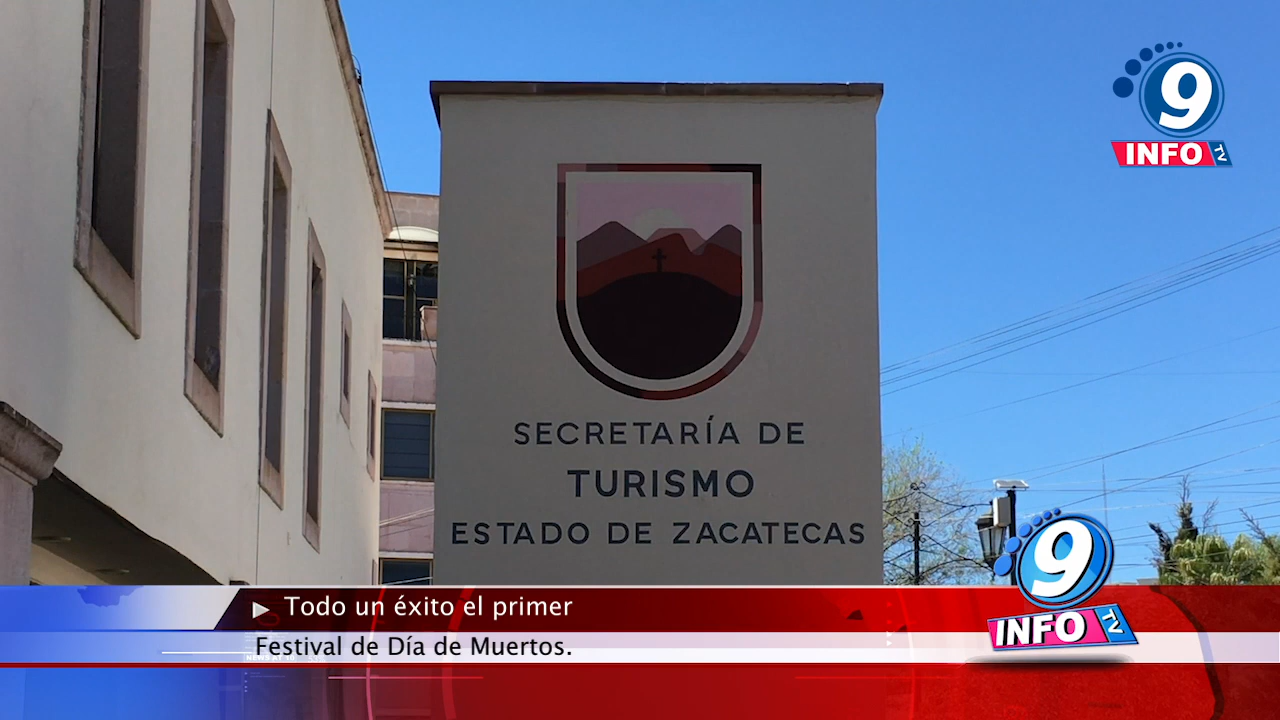 9
INFO TV
SECRETARÍA DE
TURISMO
ESTADO DE ZACATECAS
▶ Todo un éxito el primer
Festival de Día de Muertos.
9
INFO TV